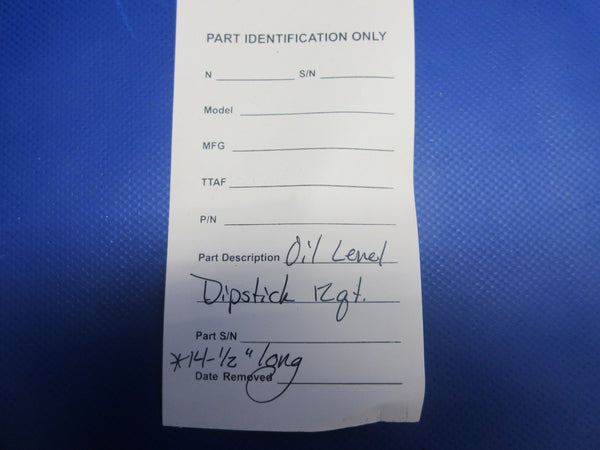 PART IDENTIFICATION ONLY
N S/N
Model
MFG
TTAF
P/N
Part Description Oil Level
Dipstick 12qt.
Part S/N
*14-1/2" long
Date Removed